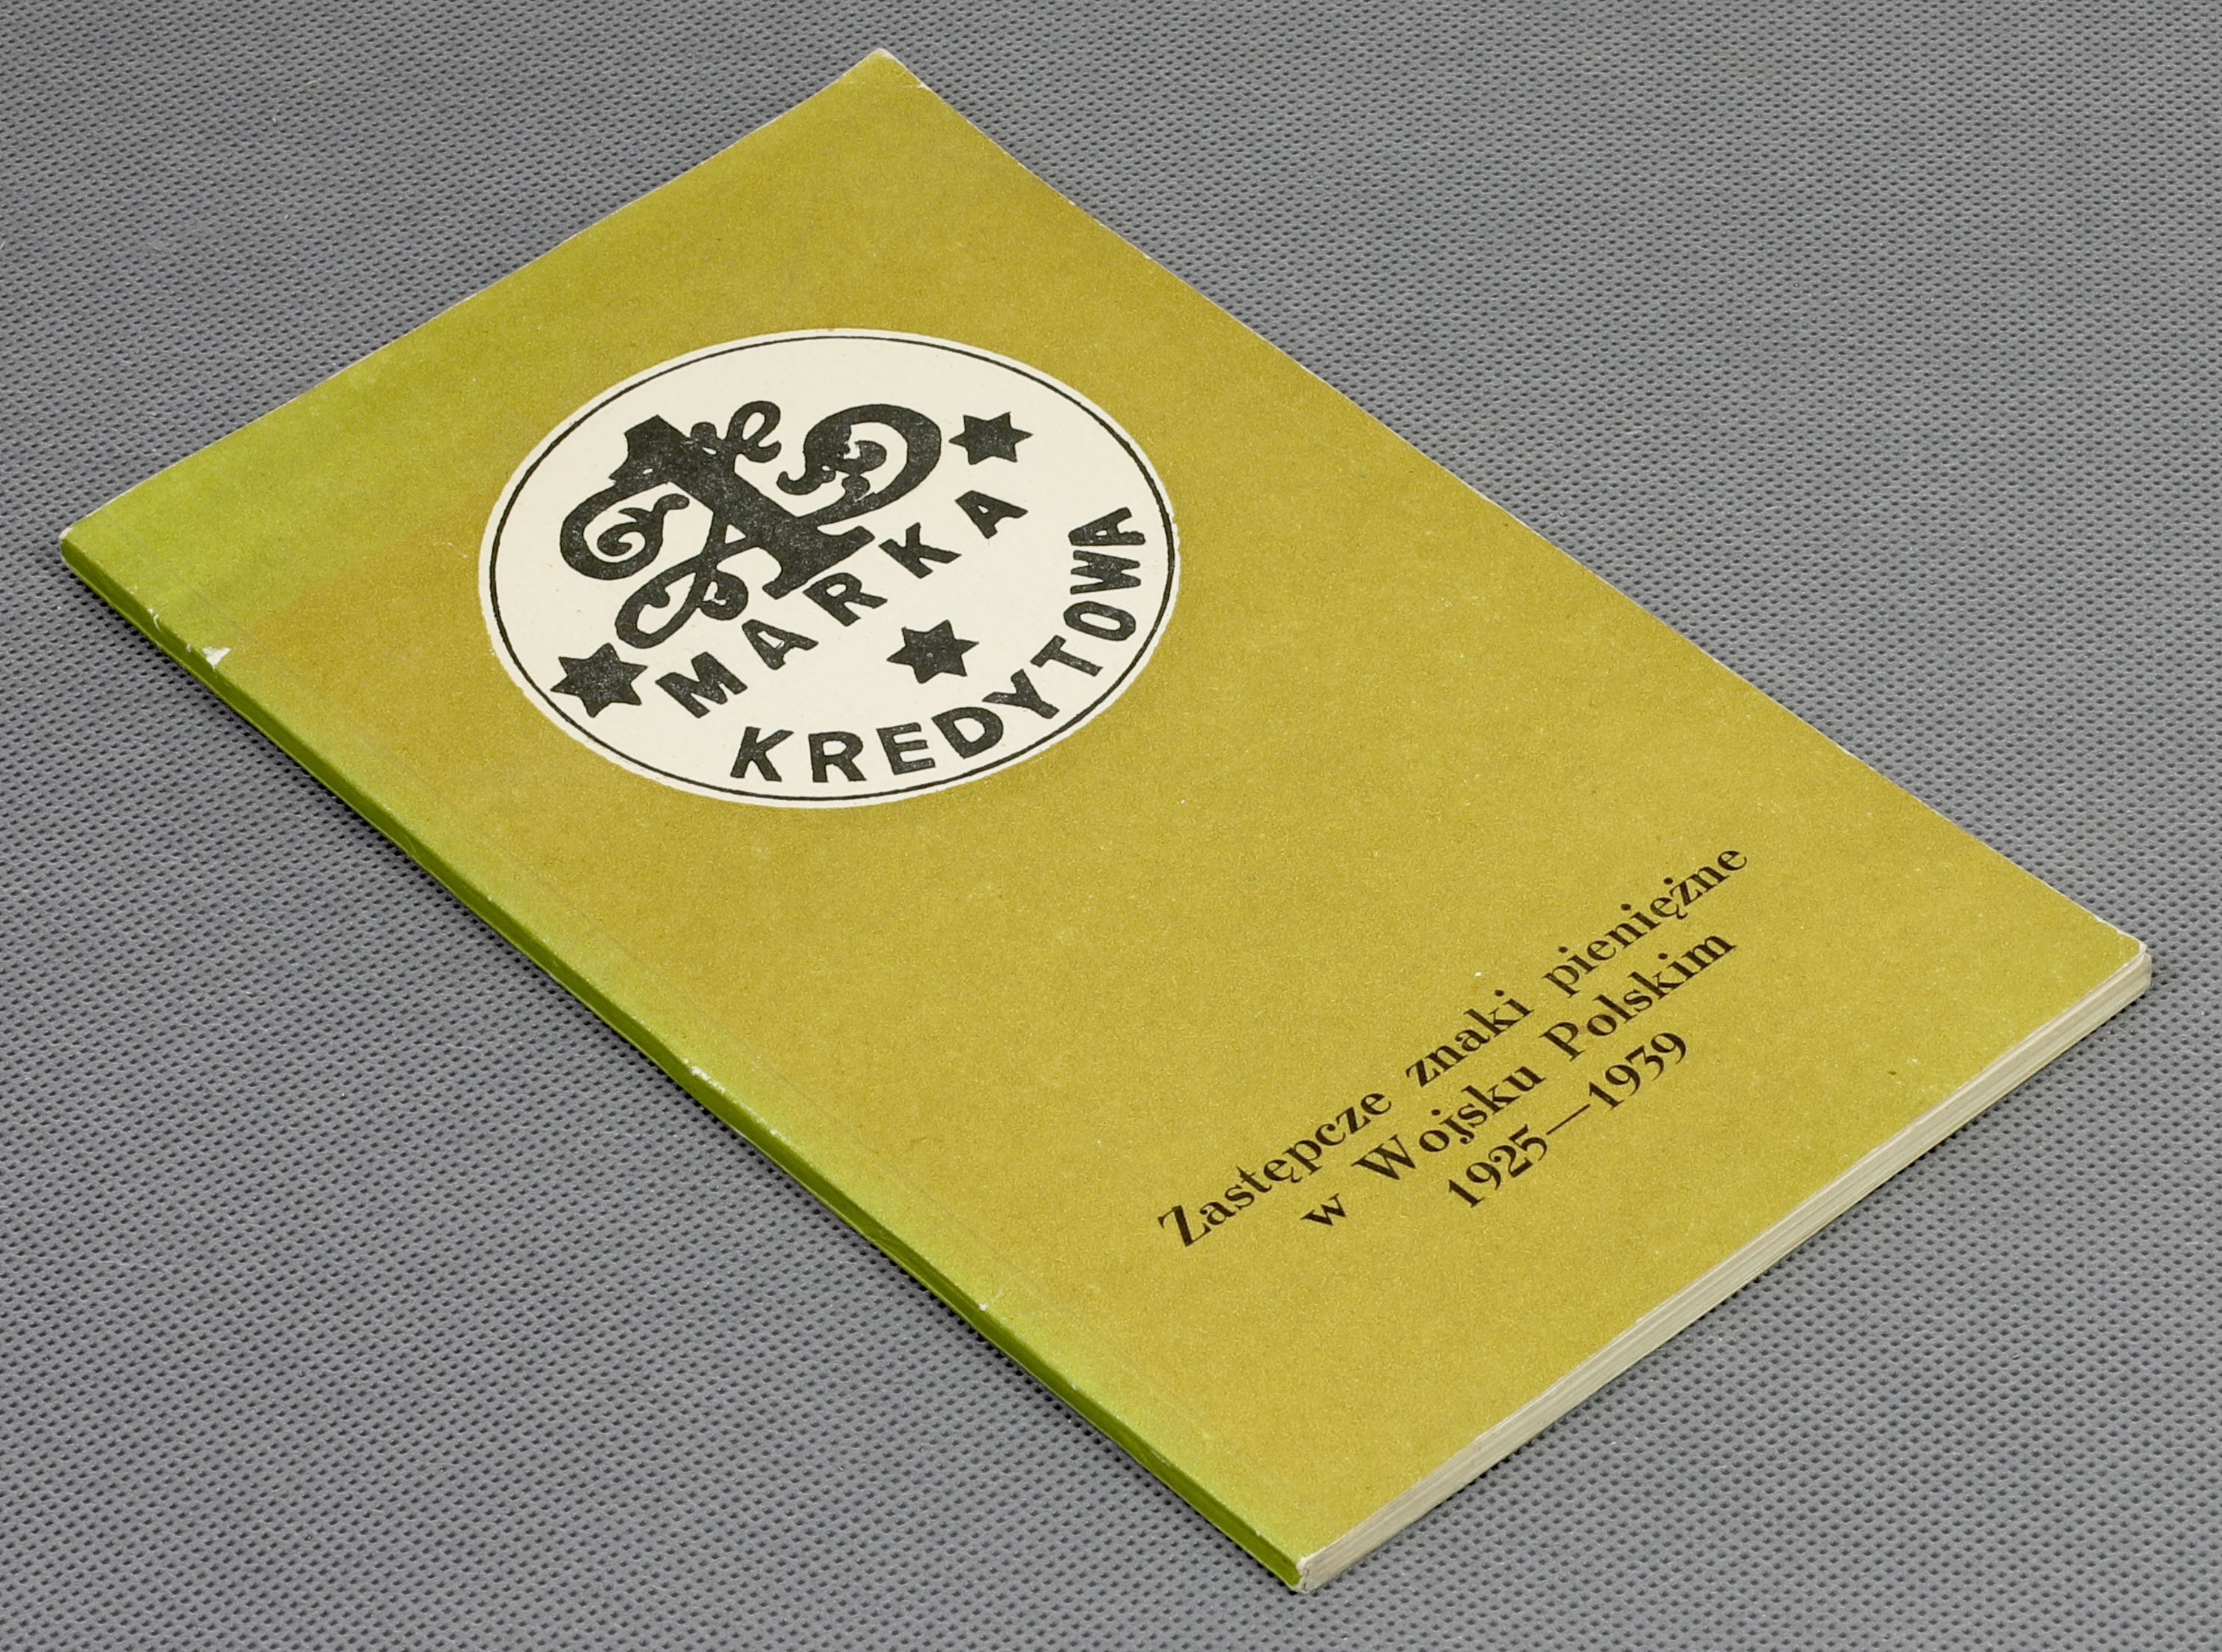 1
MARKA
KREDYTOWA
Zastępcze znaki pieniężne
w Wojsku Polskim
1925—1939